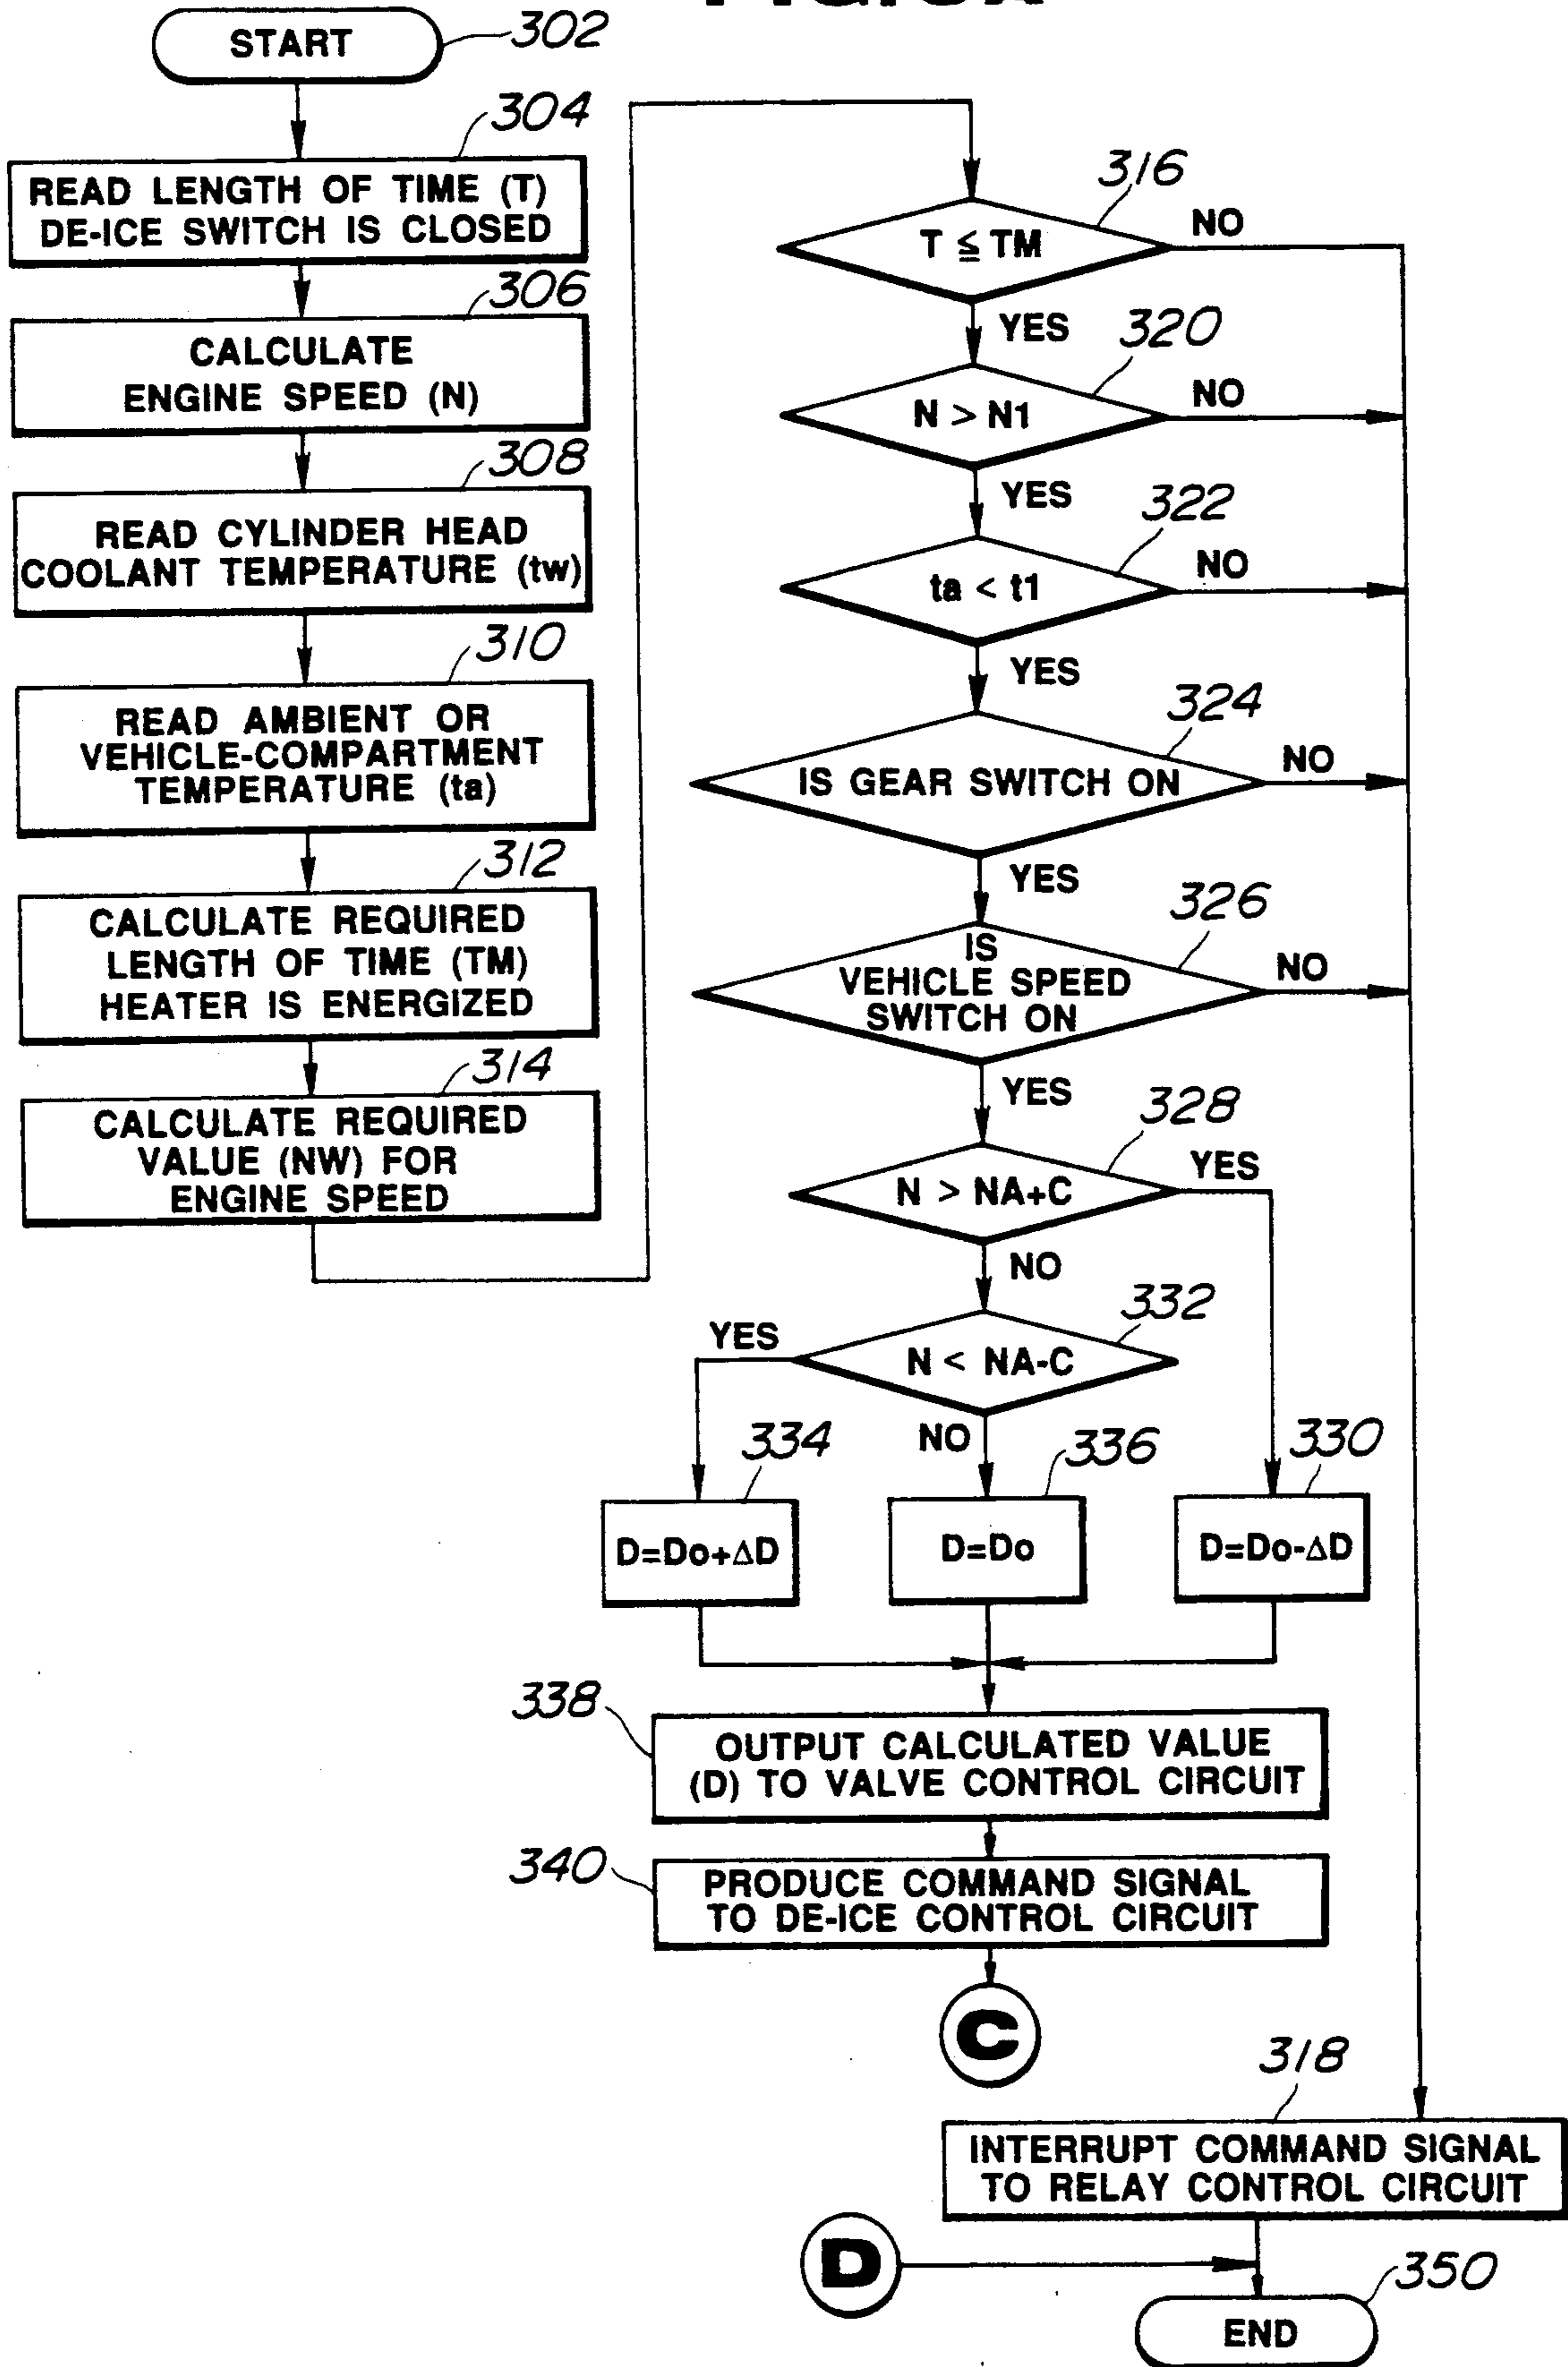 START
302
304
READ LENGTH OF TIME (T)
DE-ICE SWITCH IS CLOSED
306
CALCULATE
ENGINE SPEED (N)
308
READ CYLINDER HEAD
COOLANT TEMPERATURE (tw)
310
READ AMBIENT OR
VEHICLE-COMPARTMENT
TEMPERATURE (ta)
312
CALCULATE REQUIRED
LENGTH OF TIME (TM)
HEATER IS ENERGIZED
314
CALCULATE REQUIRED
VALUE (NW) FOR
ENGINE SPEED
316
T ≦ TM
NO
YES
320
N > N1
NO
YES
322
ta < t1
NO
YES
324
IS GEAR SWITCH ON
NO
YES
326
IS
VEHICLE SPEED
SWITCH ON
NO
YES
328
N > NA+C
YES
NO
332
N < NA-C
YES
NO
334
D=Do+ΔD
336
D=Do
330
D=Do-ΔD
338
OUTPUT CALCULATED VALUE
(D) TO VALVE CONTROL CIRCUIT
340
PRODUCE COMMAND SIGNAL
TO DE-ICE CONTROL CIRCUIT
C
318
INTERRUPT COMMAND SIGNAL
TO RELAY CONTROL CIRCUIT
D
350
END